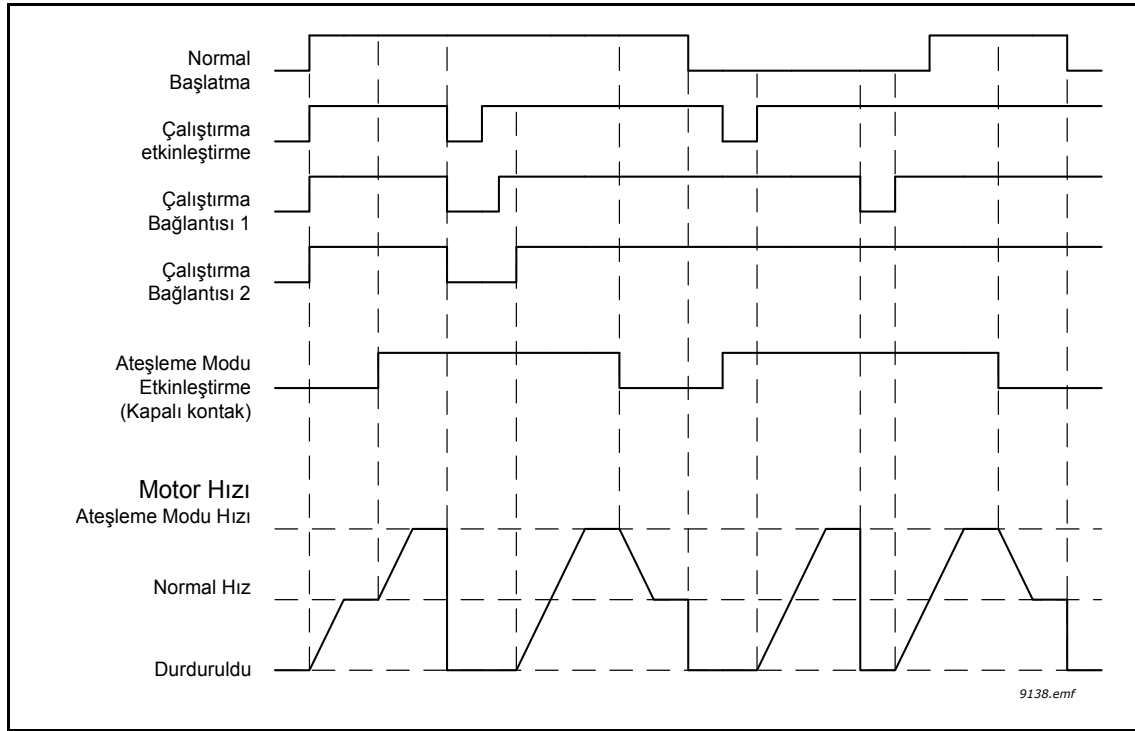 Normal
Başlatma
Çalıştırma
etkinleştirme
Çalıştırma
Bağlantısı 1
Çalıştırma
Bağlantısı 2
Ateşleme Modu
Etkinleştirme
(Kapalı kontak)
Motor Hızı
Ateşleme Modu Hızı
Normal Hız
Durduruldu
9138.emf